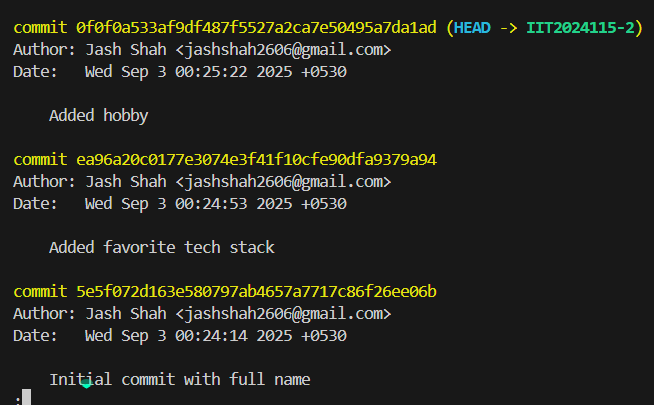 commit 0f0f0a533af9df487f5527a2ca7e50495a7da1ad (HEAD -> IIT2024115-2)
Author: Jash Shah <jashshah2606@gmail.com>
Date:   Wed Sep 3 00:25:22 2025 +0530
    Added hobby
commit ea96a20c0177e3074e3f41f10cfe90dfa9379a94
Author: Jash Shah <jashshah2606@gmail.com>
Date:   Wed Sep 3 00:24:53 2025 +0530
    Added favorite tech stack
commit 5e5f072d163e580797ab4657a7717c86f26ee06b
Author: Jash Shah <jashshah2606@gmail.com>
Date:   Wed Sep 3 00:24:14 2025 +0530
    Initial commit with full name
: